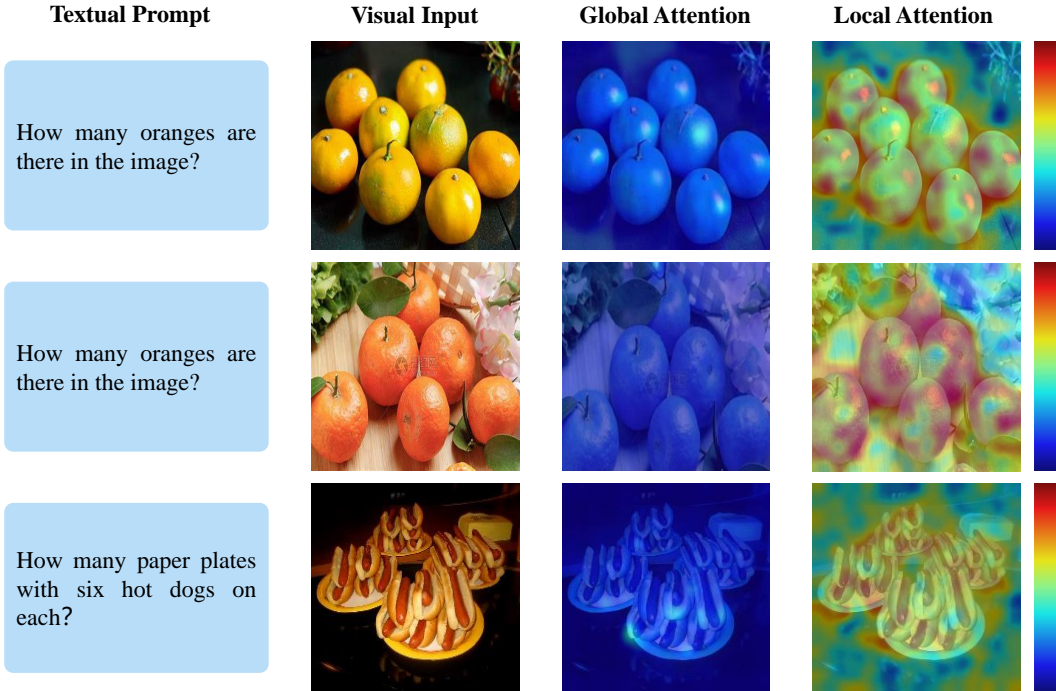 Textual Prompt Visual Input Global Attention Local Attention
How many oranges are
there in the image?
How many oranges are
there in the image?
How many paper plates
with six hot dogs on
each?